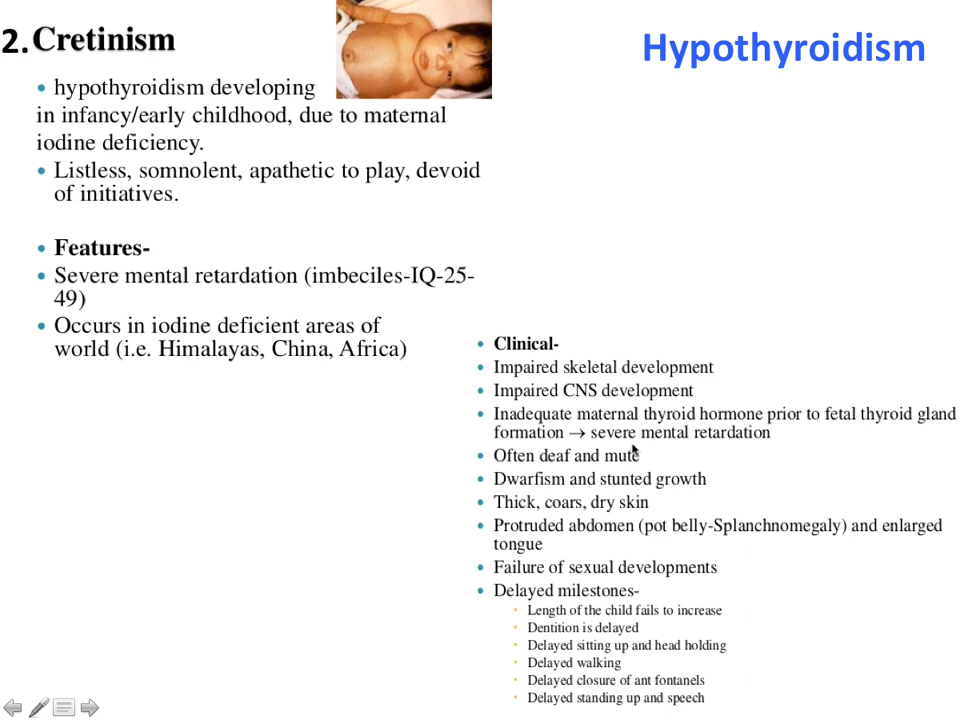 2. Cretinism
Hypothyroidism
• hypothyroidism developing
in infancy/early childhood, due to maternal
iodine deficiency.
• Listless, somnolent, apathetic to play, devoid
of initiatives.
• Features-
• Severe mental retardation (imbeciles-IQ-25-
49)
• Occurs in iodine deficient areas of
world (i.e. Himalayas, China, Africa)
• Clinical-
• Impaired skeletal development
• Impaired CNS development
• Inadequate maternal thyroid hormone prior to fetal thyroid gland
formation → severe mental retardation
• Often deaf and mute
• Dwarfism and stunted growth
• Thick, coars, dry skin
• Protruded abdomen (pot belly-Splanchnomegaly) and enlarged
tongue
• Failure of sexual developments
• Delayed milestones-
• Length of the child fails to increase
• Dentition is delayed
• Delayed sitting up and head holding
• Delayed walking
• Delayed closure of ant fontanels
• Delayed standing up and speech